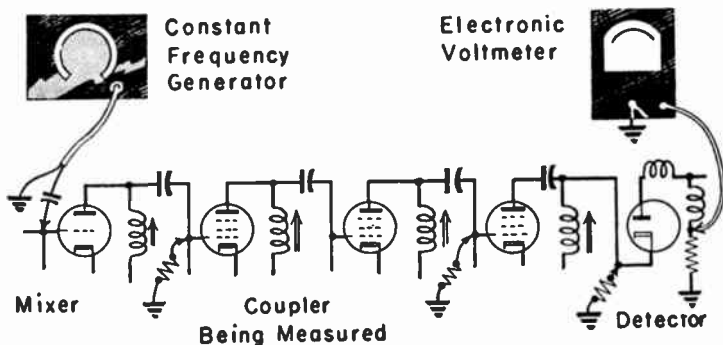 Constant
Frequency
Generator
Electronic
Voltmeter
Mixer
Coupler
Being Measured
Detector